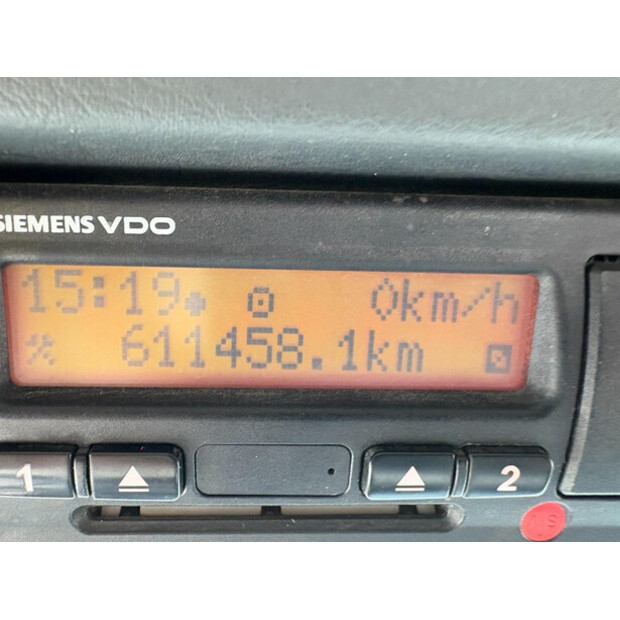 SIEMENS VDO
15:19 0km/h
611458.1km
1 2